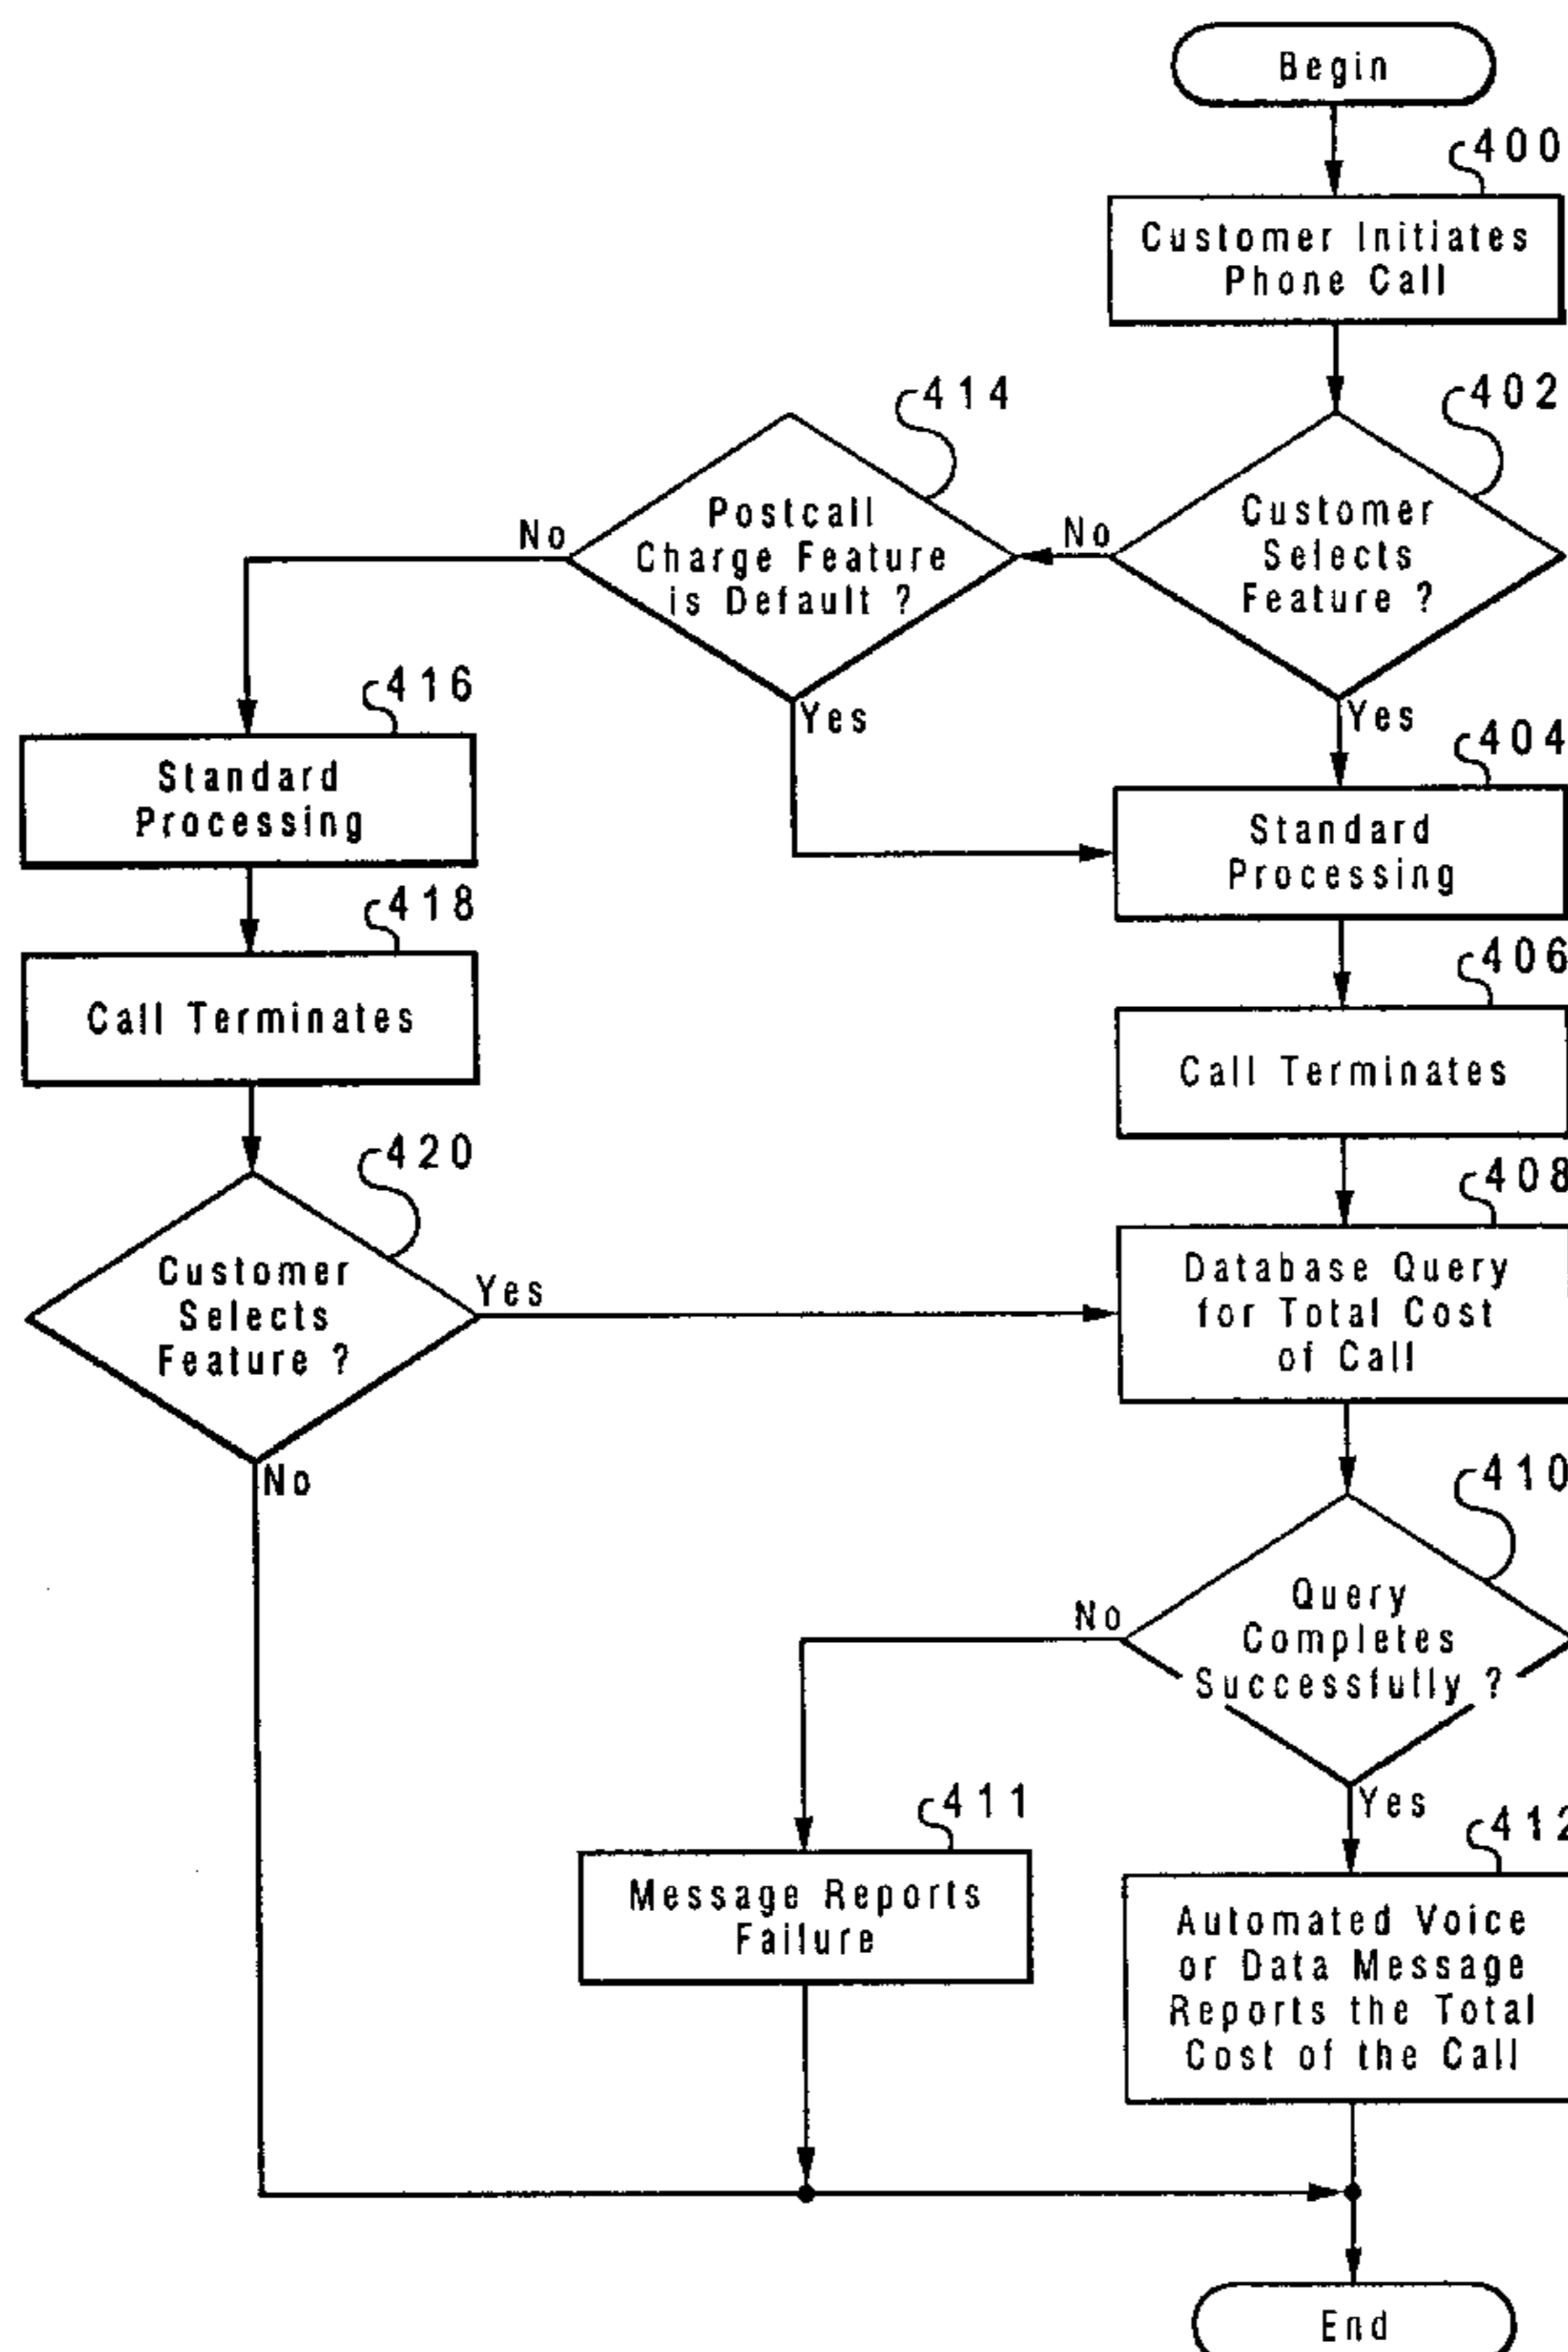 Begin
400
Customer Initiates
Phone Call
414
402
Postcall
Charge Feature
is Default ?
No
No
Customer
Selects
Feature ?
Yes
Yes
416
404
Standard
Processing
Standard
Processing
418
406
Call Terminates
Call Terminates
420
408
Customer
Selects
Feature ?
Yes
No
Database Query
for Total Cost
of Call
410
Query
Completes
Successfully ?
No
Yes
411
412
Message Reports
Failure
Automated Voice
or Data Message
Reports the Total
Cost of the Call
End